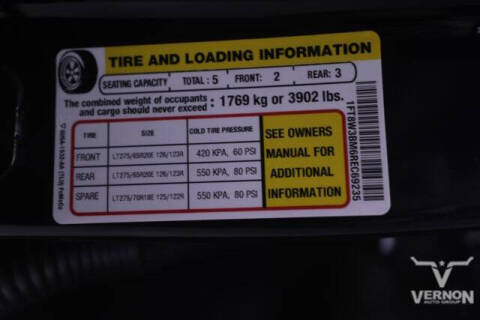 TIRE AND LOADING INFORMATION
SEATING CAPACITY TOTAL : 5 FRONT: 2 REAR: 3
The combined weight of occupants
and cargo should never exceed : 1769 kg or 3902 lbs.
TIRE SIZE COLD TIRE PRESSURE
FRONT LT275/65R20E 126/123R 420 KPA, 60 PSI
REAR LT275/65R20E 126/123R 550 KPA, 80 PSI
SPARE LT275/70R18E 125/122R 550 KPA, 80 PSI
SEE OWNERS
MANUAL FOR
ADDITIONAL
INFORMATION
1FT8W3BM6REC69235
VERNON
AUTO GROUP